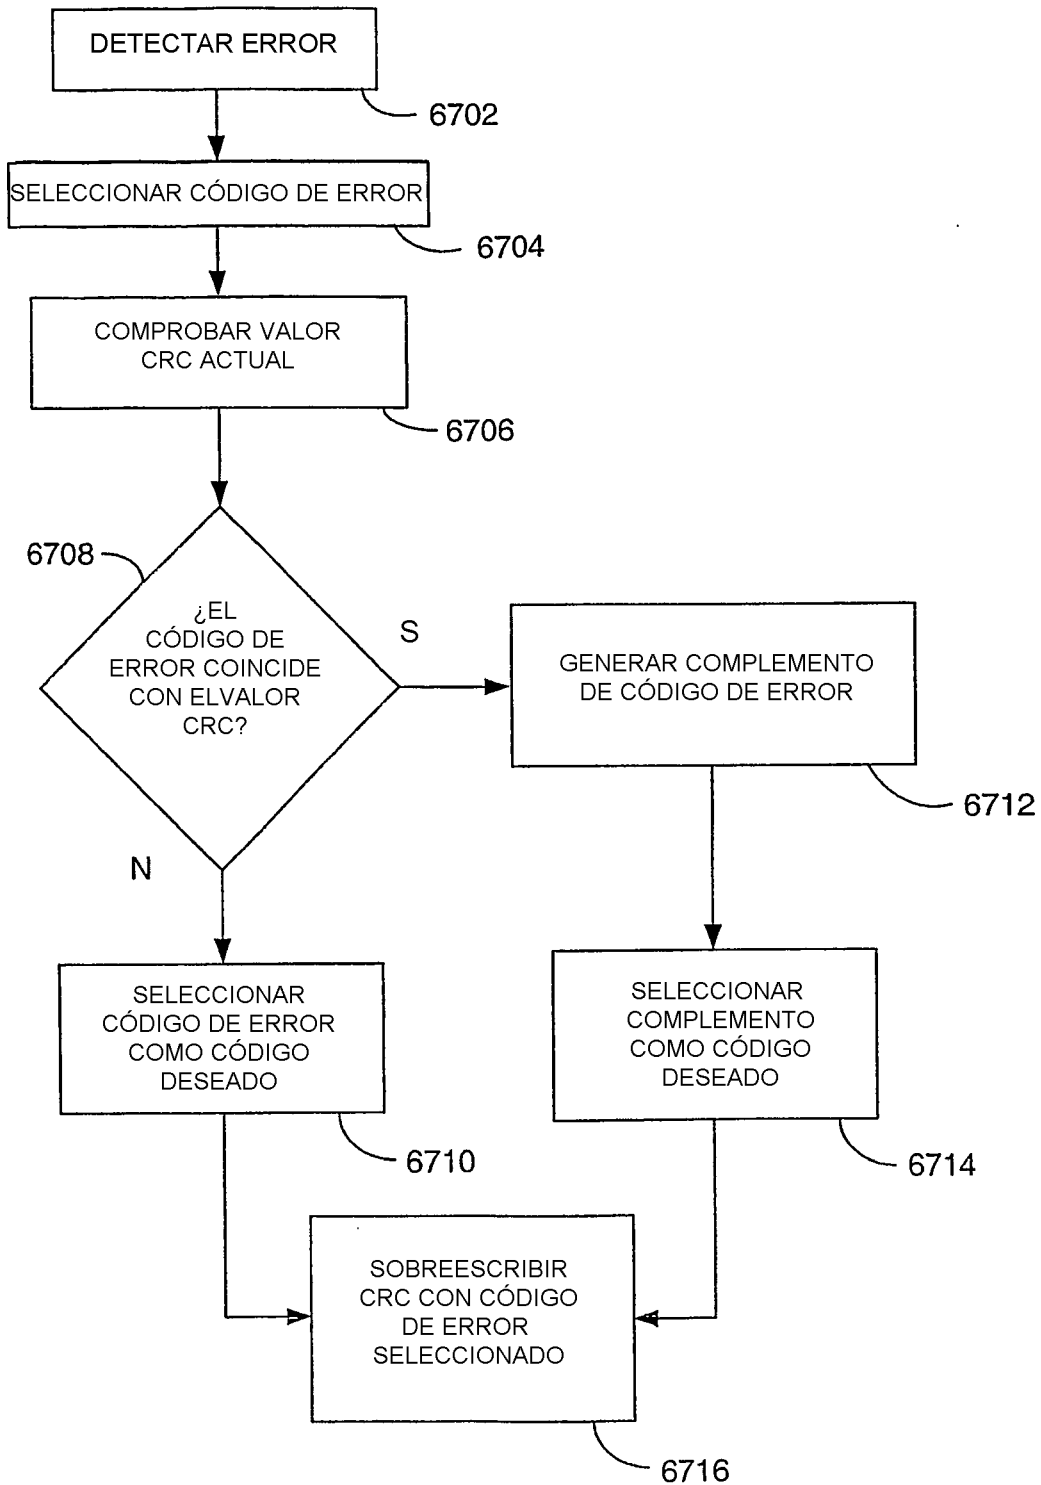 DETECTAR ERROR
6702
SELECCIONAR CÓDIGO DE ERROR
6704
COMPROBAR VALOR
CRC ACTUAL
6706
6708
¿EL
CÓDIGO DE
ERROR COINCIDE
CON ELVALOR
CRC?
S
GENERAR COMPLEMENTO
DE CÓDIGO DE ERROR
6712
N
SELECCIONAR
CÓDIGO DE ERROR
COMO CÓDIGO
DESEADO
6710
SELECCIONAR
COMPLEMENTO
COMO CÓDIGO
DESEADO
6714
SOBREESCRIBIR
CRC CON CÓDIGO
DE ERROR
SELECCIONADO
6716